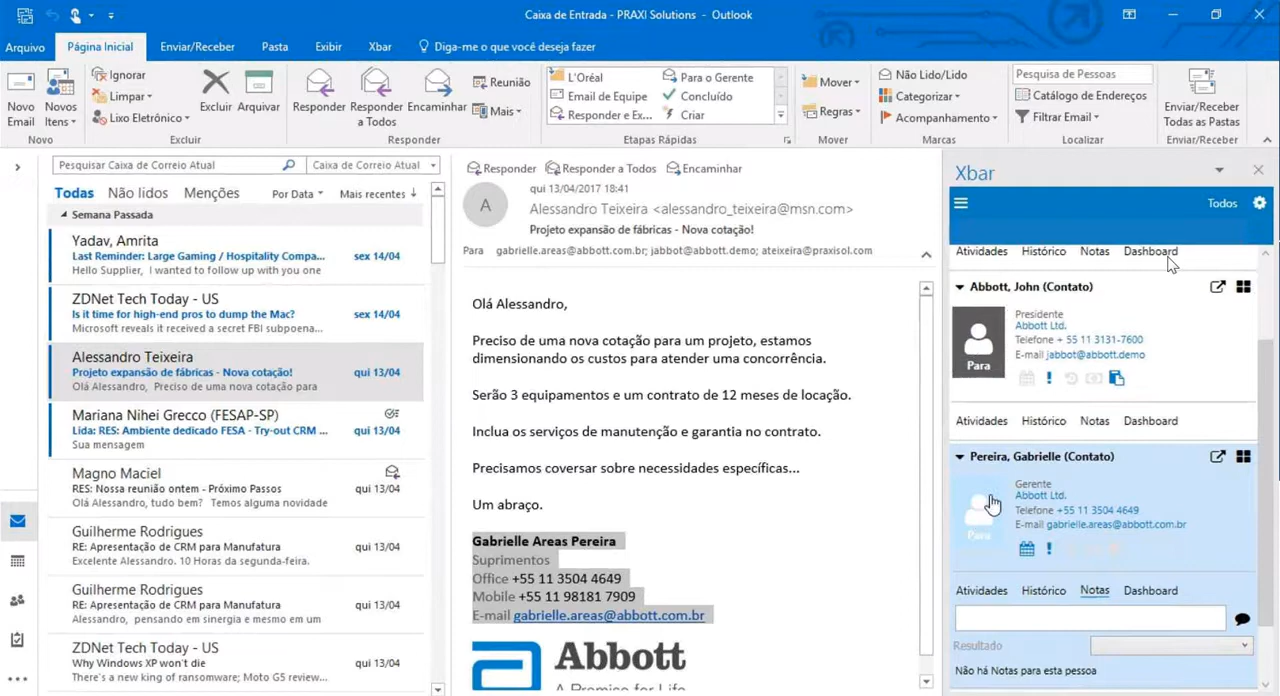 Caixa de Entrada - PRAXI Solutions - Outlook
Arquivo Página Inicial Enviar/Receber Pasta Exibir Xbar Diga-me o que você deseja fazer
Novo Email
Novos Itens
Novo
Ignorar
Limpar
Lixo Eletrônico
Excluir Arquivar
Excluir
Responder
Responder a Todos
Encaminhar
Reunião
Mais
Responder
L'Oréal
Email de Equipe
Responder e Ex...
Para o Gerente
Concluído
Criar
Etapas Rápidas
Mover
Regras
Mover
Não Lido/Lido
Categorizar
Acompanhamento
Marcas
Pesquisa de Pessoas
Catálogo de Endereços
Filtrar Email
Localizar
Enviar/Receber Todas as Pastas
Enviar/Receber
Pesquisar Caixa de Correio Atual
Caixa de Correio Atual
Todas Não lidos Menções Por Data Mais recentes
Semana Passada
Yadav, Amrita
Last Reminder: Large Gaming / Hospitality Compa... sex 14/04
Hello Supplier, I wanted to follow up with you one
ZDNet Tech Today - US
Is it time for high-end pros to dump the Mac? sex 14/04
Microsoft reveals it received a secret FBI subpoena...
Alessandro Teixeira
Projeto expansão de fábricas - Nova cotação! qui 13/04
Olá Alessandro, Preciso de uma nova cotação para
Mariana Nihei Grecco (FESAP-SP)
Lida: RES: Ambiente dedicado FESA - Try-out CRM ... qui 13/04
Sua mensagem
Magno Maciel
RES: Nossa reunião ontem - Próximo Passos qui 13/04
Olá Alessandro, tudo bem? Temos alguma novidade
Guilherme Rodrigues
RE: Apresentação de CRM para Manufatura qui 13/04
Excelente Alessandro. 10 Horas da segunda-feira.
Guilherme Rodrigues
RE: Apresentação de CRM para Manufatura qui 13/04
Alessandro, pensando em sinergia e mesmo em um
ZDNet Tech Today - US
Why Windows XP won't die qui 13/04
There's a new king of ransomware; Moto G5 review...
Responder Responder a Todos Encaminhar
A
qui 13/04/2017 18:41
Alessandro Teixeira <alessandro_teixeira@msn.com>
Projeto expansão de fábricas - Nova cotação!
Para gabrielle.areas@abbott.com.br; jabbot@abbott.demo; ateixeira@praxisol.com
Olá Alessandro,
Preciso de uma nova cotação para um projeto, estamos
dimensionando os custos para atender uma concorrência.
Serão 3 equipamentos e um contrato de 12 meses de locação.
Inclua os serviços de manutenção e garantia no contrato.
Precisamos coversar sobre necessidades específicas...
Um abraço.
Gabrielle Areas Pereira
Suprimentos
Office +55 11 3504 4649
Mobile +55 11 98181 7909
E-mail gabrielle.areas@abbott.com.br
Abbott
A Promise for Life
Xbar
Todos
Atividades Histórico Notas Dashboard
Abbott, John (Contato)
Para
Presidente
Abbott Ltd.
Telefone + 55 11 3131-7600
E-mail jabbot@abbott.demo
Atividades Histórico Notas Dashboard
Pereira, Gabrielle (Contato)
Para
Gerente
Abbott Ltd.
Telefone +55 11 3504 4649
E-mail gabrielle.areas@abbott.com.br
Atividades Histórico Notas Dashboard
Resultado
Não há Notas para esta pessoa